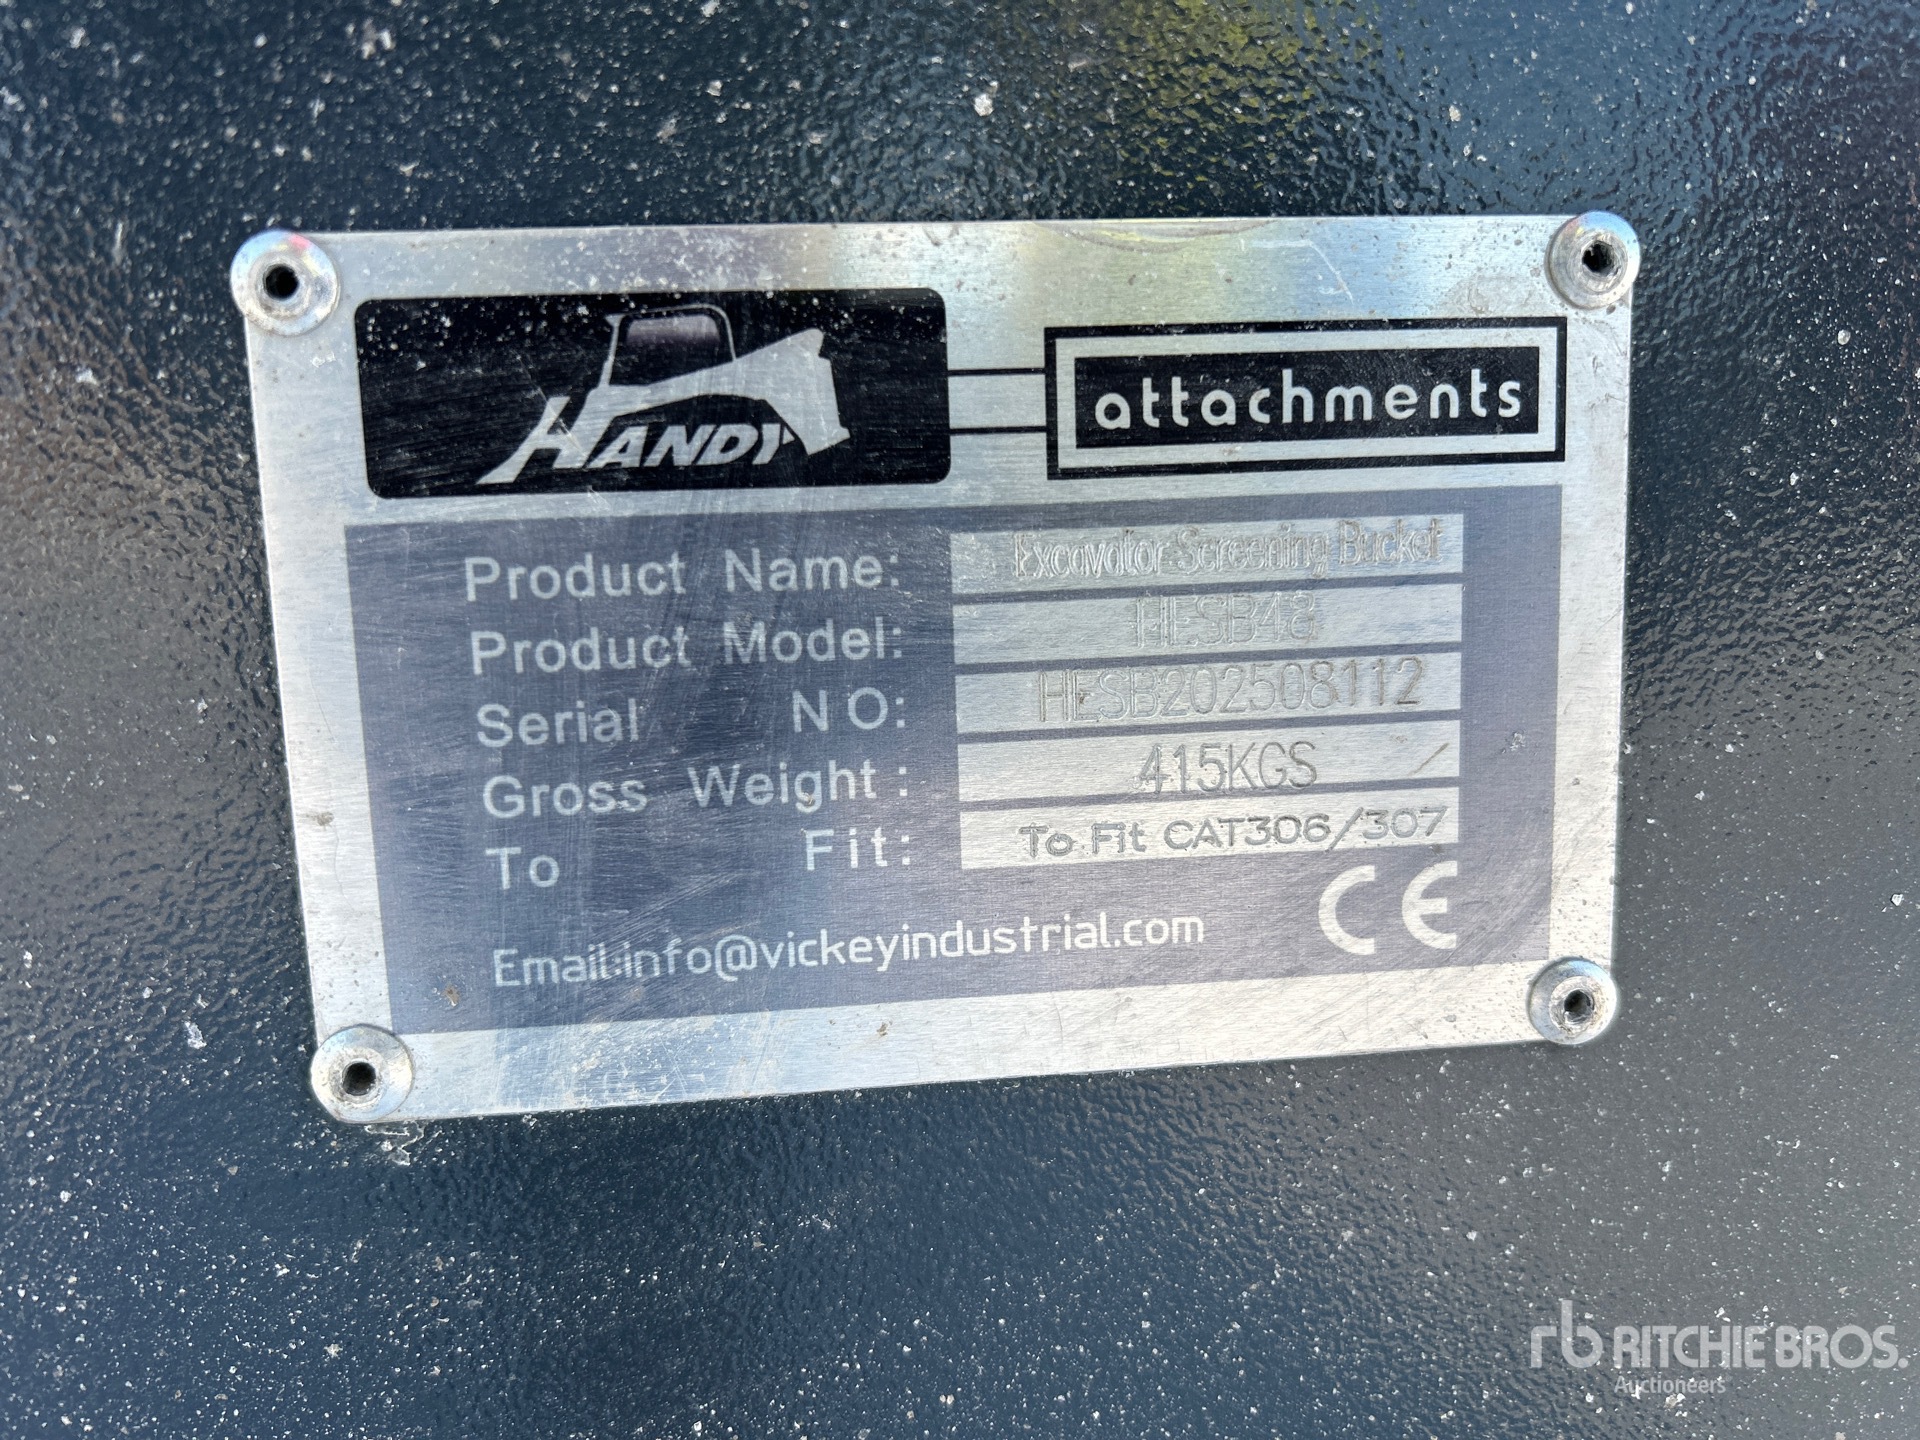 HANDY
attachments
Product Name: Excavator Screening Bucket
Product Model: HESB48
Serial NO: HESB202508112
Gross Weight: 415KGS
To Fit: To Fit CAT306/307
Email:info@vickeyindustrial.com CE
rb RITCHIE BROS.
Auctioneers